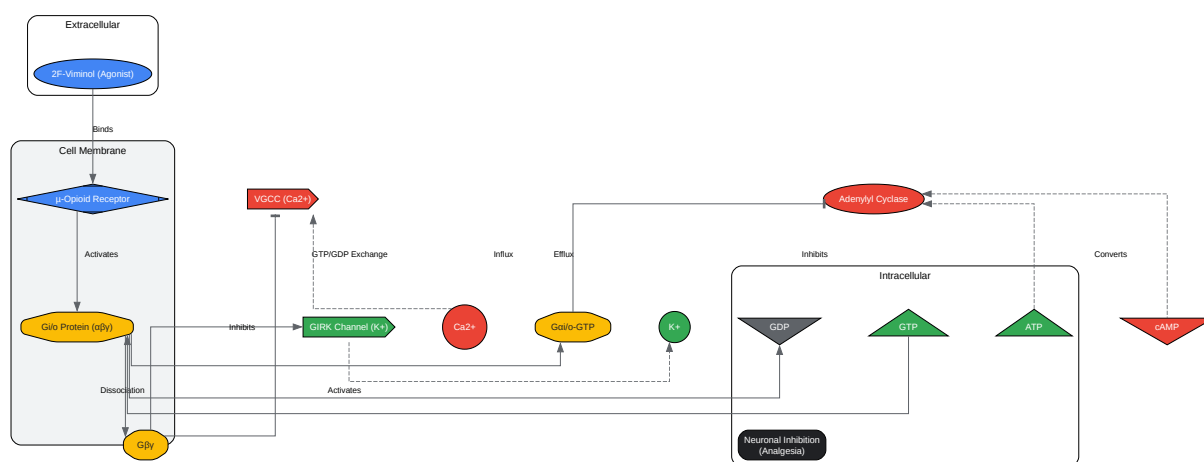 Extracellular
2F-Viminol (Agonist)
Binds
Cell Membrane
μ-Opioid Receptor
VGCC (Ca2+)
Adenylyl Cyclase
Activates
GTP/GDP Exchange
Influx
Efflux
Inhibits
Converts
Intracellular
Gi/o Protein (αβγ)
Inhibits
GIRK Channel (K+)
Ca2+
Gαi/o-GTP
K+
GDP
GTP
ATP
cAMP
Dissociation
Activates
Gβγ
Neuronal Inhibition
(Analgesia)